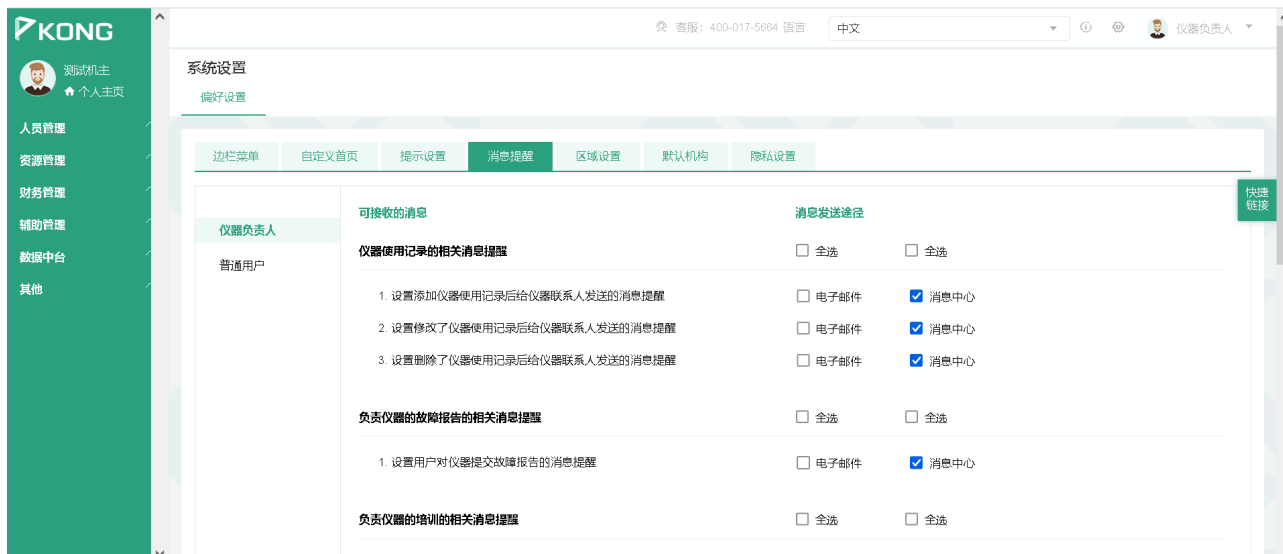 PKONG
客服：400-017-5664 语言
中文
仪器负责人
测试机主
个人主页
人员管理
资源管理
财务管理
辅助管理
数据中台
其他
系统设置
偏好设置
边栏菜单 自定义首页 提示设置 消息提醒 区域设置 默认机构 隐私设置
快捷
链接
仪器负责人
普通用户
可接收的消息 消息发送途径
仪器使用记录的相关消息提醒 全选 全选
1. 设置添加仪器使用记录后给仪器联系人发送的消息提醒 电子邮件 消息中心
2. 设置修改了仪器使用记录后给仪器联系人发送的消息提醒 电子邮件 消息中心
3. 设置删除了仪器使用记录后给仪器联系人发送的消息提醒 电子邮件 消息中心
负责仪器的故障报告的相关消息提醒 全选 全选
1. 设置用户对仪器提交故障报告的消息提醒 电子邮件 消息中心
负责仪器的培训的相关消息提醒 全选 全选